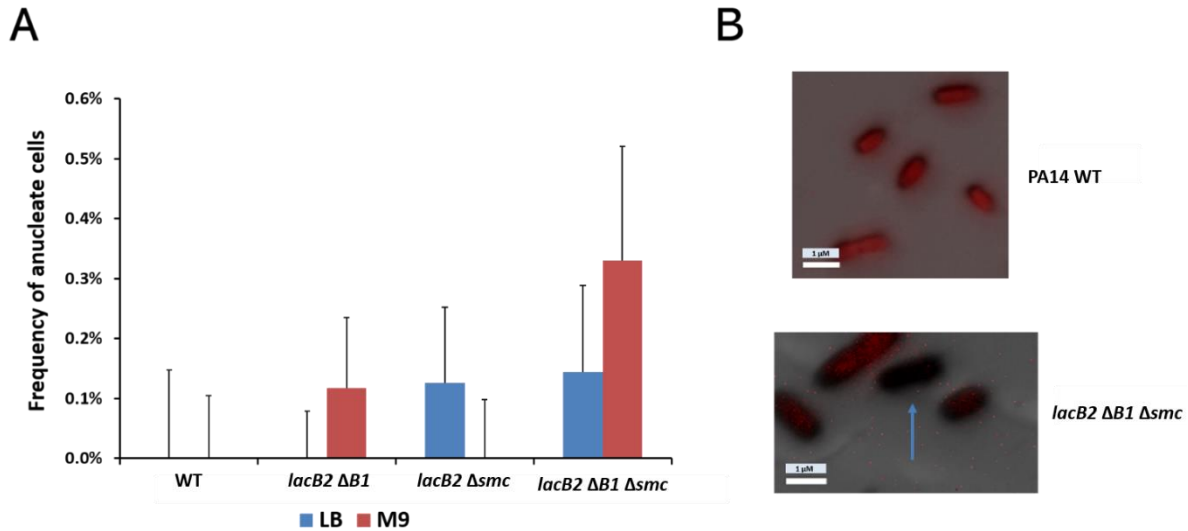 A
B
Frequency of anucleate cells
0.6%
0.5%
0.4%
0.3%
0.2%
0.1%
0.0%
WT
lacB2 ΔB1
lacB2 Δsmc
lacB2 ΔB1 Δsmc
LB
M9
1 µM
PA14 WT
1 µM
lacB2 ΔB1 Δsmc